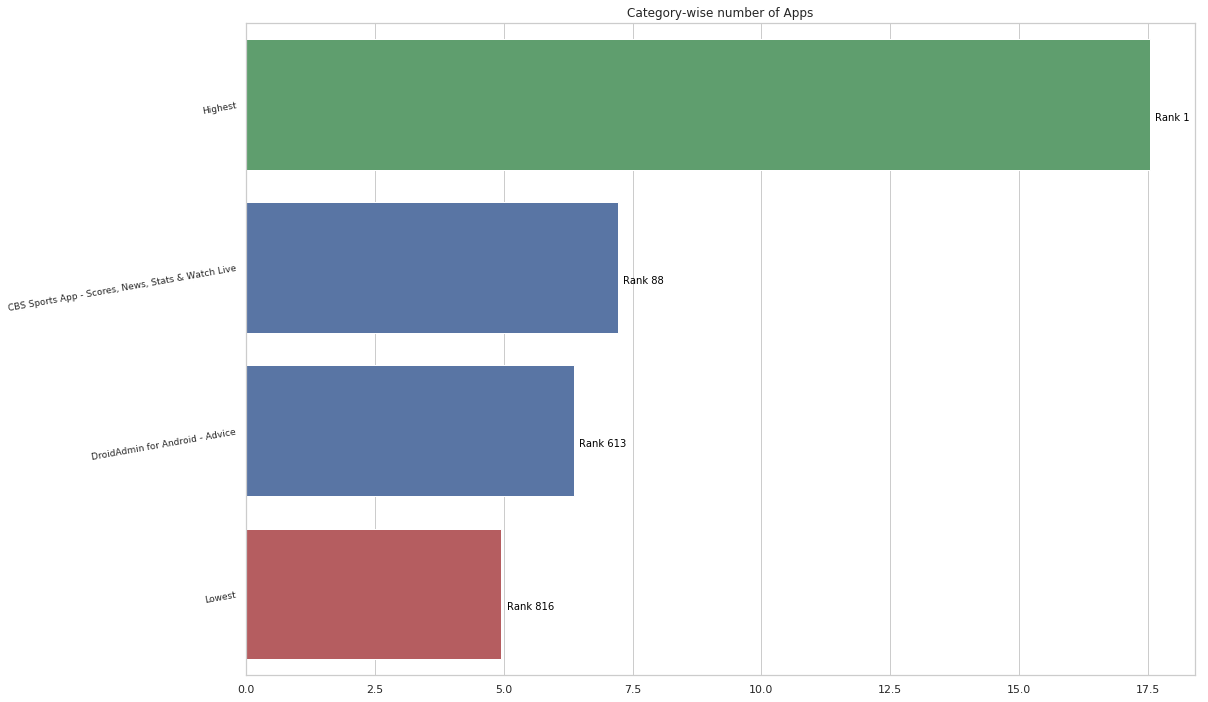 Category-wise number of Apps
Highest
Rank 1
CBS Sports App - Scores, News, Stats & Watch Live
Rank 88
DroidAdmin for Android - Advice
Rank 613
Lowest
Rank 816
0.0 2.5 5.0 7.5 10.0 12.5 15.0 17.5